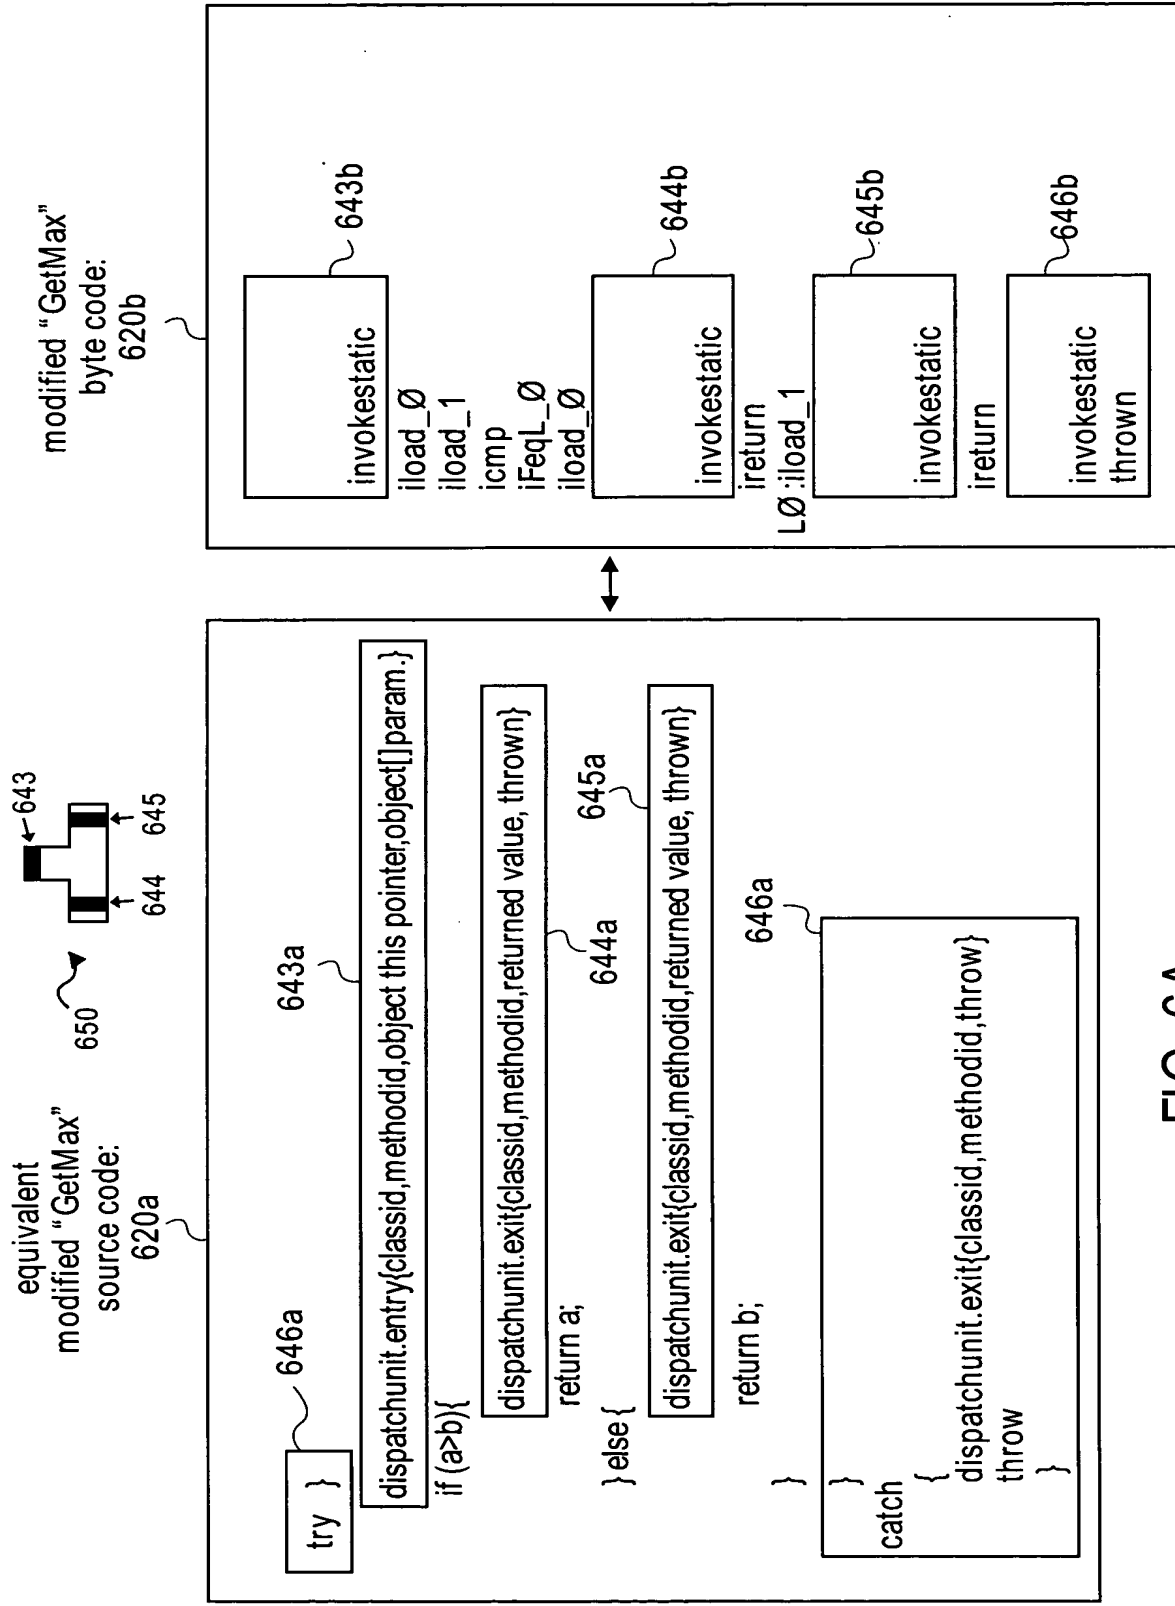 equivalent
modified "GetMax"
source code:
620a
650
643
644
645
646a
try }
643a
dispatchunit.entry{classid,methodid,object this pointer,object[]param.}
if (a>b){
dispatchunit.exit{classid,methodid,returned value, thrown}
644a
return a;
} else {
645a
dispatchunit.exit{classid,methodid,returned value, thrown}
return b;
}
646a
}
catch
{
dispatchunit.exit{classid,methodid,throw}
throw
}
modified "GetMax"
byte code:
620b
invokestatic
643b
iload_Ø
iload_1
icmp
iFeqL_Ø
iload_Ø
invokestatic
644b
ireturn
LØ :iload_1
invokestatic
645b
ireturn
invokestatic
thrown
646b